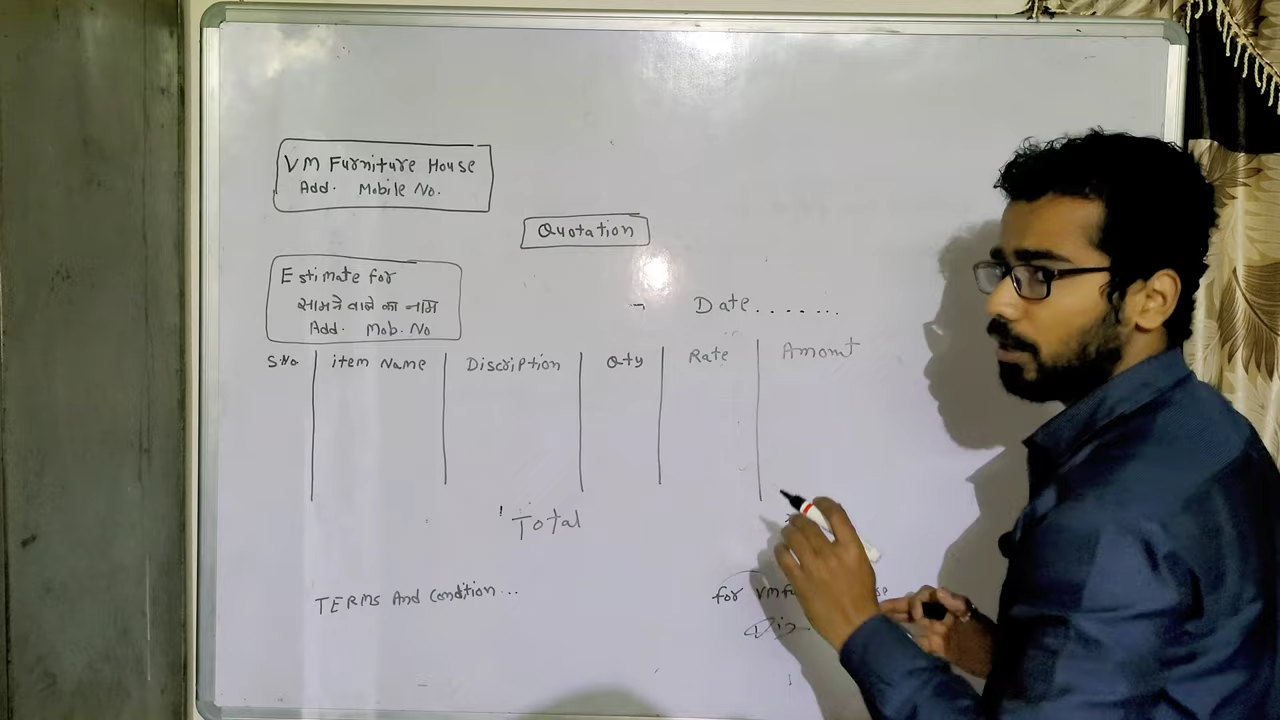 VM Furniture House
Add. Mobile No.
Quotation
Estimate for
सामने वाले का नाम
Add. Mob. No
Date.......
S.No item Name Discription Qty Rate Amount
Total
TERMS And Condition...
for VM